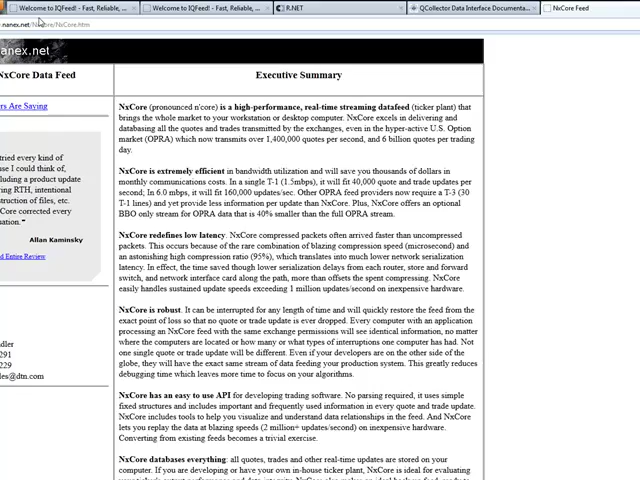 Welcome to IQFeed! - Fast, Reliable, ...
Welcome to IQFeed! - Fast, Reliable, ...
R.NET
QCollector Data Interface Documenta...
NxCore Feed
nanex.net/NxCore/NxCore.htm
anex.net
NxCore Data Feed
Executive Summary
ers Are Saying
NxCore (pronounced n'core) is a high-performance, real-time streaming datafeed (ticker plant) that
brings the whole market to your workstation or desktop computer. NxCore excels in delivering and
databasing all the quotes and trades transmitted by the exchanges, even in the hyper-active U.S. Option
market (OPRA) which now transmits over 1,400,000 quotes per second, and 6 billion quotes per trading
day.
tried every kind of
use I could think of,
luding a product update
ring RTH, intentional
struction of files, etc.
Core corrected every
uation."
Allan Kaminsky
d Entire Review
NxCore is extremely efficient in bandwidth utilization and will save you thousands of dollars in
monthly communications costs. In a single T-1 (1.5mbps), it will fit 40,000 quote and trade updates per
second; In 6.0 mbps, it will fit 160,000 updates/sec. Other OPRA feed providers now require a T-3 (30
T-1 lines) and yet provide less information per update than NxCore. Plus, NxCore offers an optional
BBO only stream for OPRA data that is 40% smaller than the full OPRA stream.
NxCore redefines low latency. NxCore compressed packets often arrived faster than uncompressed
packets. This occurs because of the rare combination of blazing compression speed (microsecond) and
an astonishing high compression ratio (95%), which translates into much lower network serialization
latency. In effect, the time saved though lower serialization delays from each router, store and forward
switch, and network interface card along the path, more than offsets the spent compressing. NxCore
easily handles sustained update speeds exceeding 1 million updates/second on inexpensive hardware.
NxCore is robust. It can be interrupted for any length of time and will quickly restore the feed from the
exact point of loss so that no quote or trade update is ever dropped. Every computer with an application
processing an NxCore feed with the same exchange permissions will see identical information, no matter
where the computers are located or how many or what types of interruptions one computer has had. Not
one single quote or trade update will be different. Even if your developers are on the other side of the
globe, they will have the exact same stream of data feeding your production system. This greatly reduces
debugging time which leaves more time to focus on your algorithms.
ndler
291
229
les@dtn.com
NxCore has an easy to use API for developing trading software. No parsing required, it uses simple
fixed structures and includes important and frequently used information in every quote and trade update.
NxCore includes tools to help you visualize and understand data relationships in the feed. And NxCore
lets you replay the data at blazing speeds (2 million+ updates/second) on inexpensive hardware.
Converting from existing feeds becomes a trivial exercise.
NxCore databases everything: all quotes, trades and other real-time updates are stored on your
computer. If you are developing or have your own in-house ticker plant, NxCore is ideal for evaluating